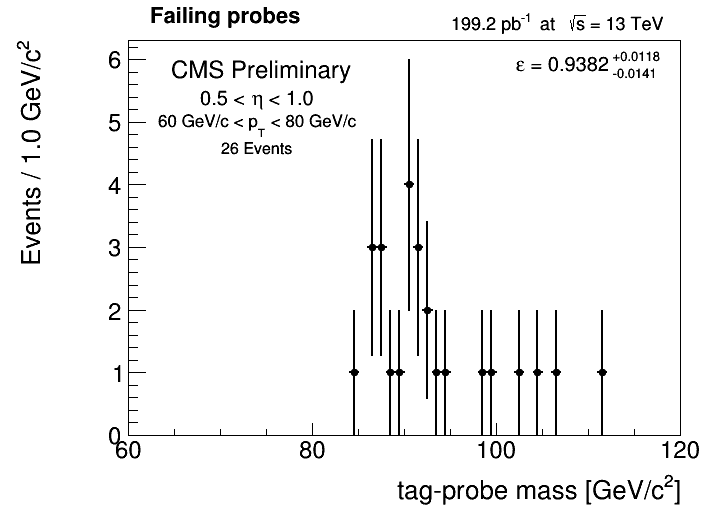 Failing probes
199.2 pb⁻¹ at √s = 13 TeV
CMS Preliminary
0.5 < η < 1.0
60 GeV/c < p_T < 80 GeV/c
26 Events
ε = 0.9382 +0.0118 -0.0141
Events / 1.0 GeV/c²
6
5
4
3
2
1
0
60 80 100 120
tag-probe mass [GeV/c²]